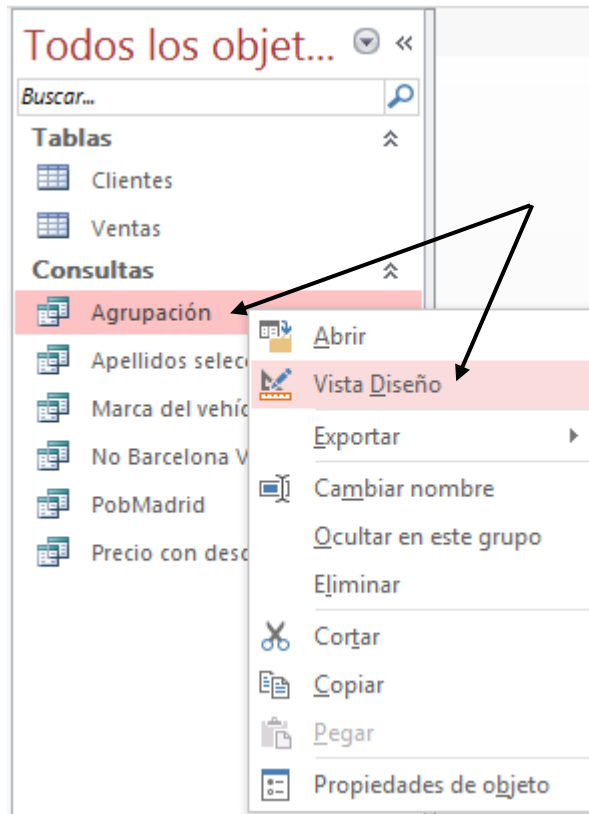 Todos los objet...
Buscar...
Tablas
Clientes
Ventas
Consultas
Agrupación
Apellidos selec
Marca del vehíc
No Barcelona V
PobMadrid
Precio con desc
Abrir
Vista Diseño
Exportar
Cambiar nombre
Ocultar en este grupo
Eliminar
Cortar
Copiar
Pegar
Propiedades de objeto